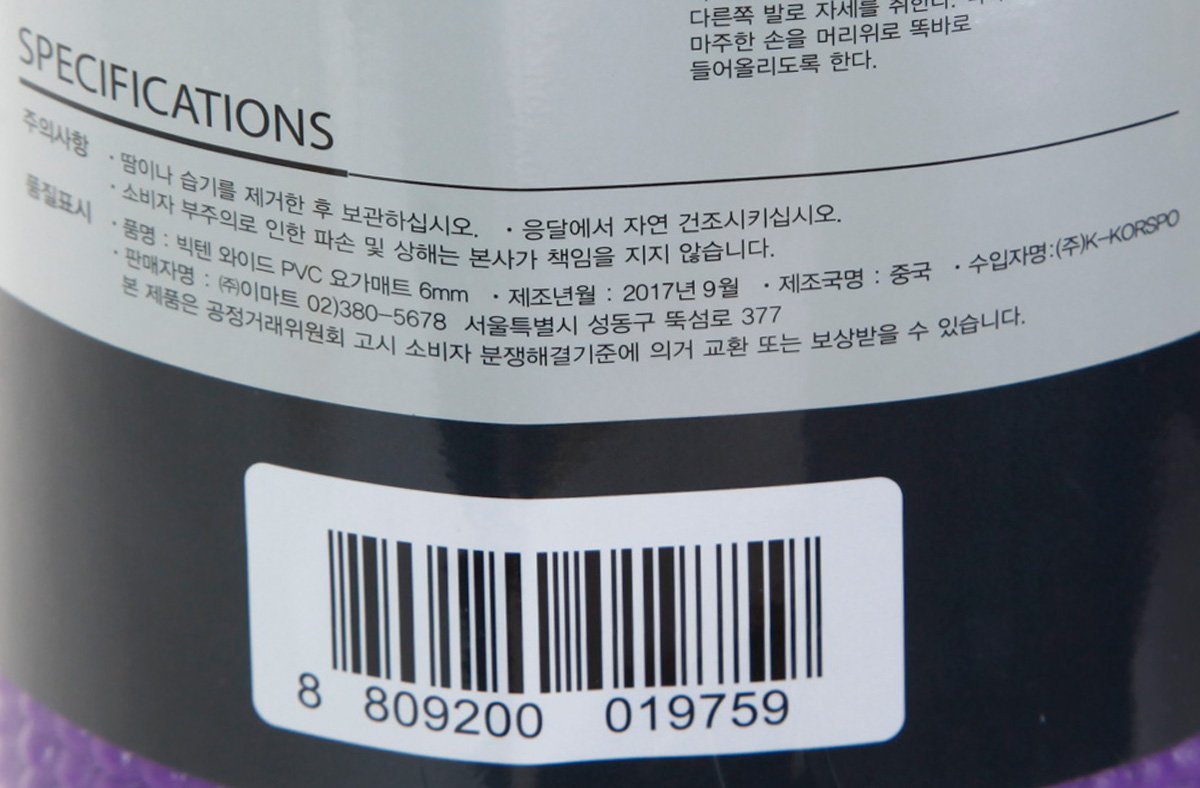 다른쪽 발로 자세를 취한다.
마주한 손을 머리위로 똑바로
들어올리도록 한다.
SPECIFICATIONS
주의사항 · 땀이나 습기를 제거한 후 보관하십시오. · 응달에서 자연 건조시키십시오.
· 소비자 부주의로 인한 파손 및 상해는 본사가 책임을 지지 않습니다.
품질표시 · 품명 : 빅텐 와이드 PVC 요가매트 6mm · 제조년월 : 2017년 9월 · 제조국명 : 중국 · 수입자명:(주)K-KORSPO
· 판매자명 : ㈜이마트 02)380-5678 서울특별시 성동구 뚝섬로 377
본 제품은 공정거래위원회 고시 소비자 분쟁해결기준에 의거 교환 또는 보상받을 수 있습니다.
8 809200 019759